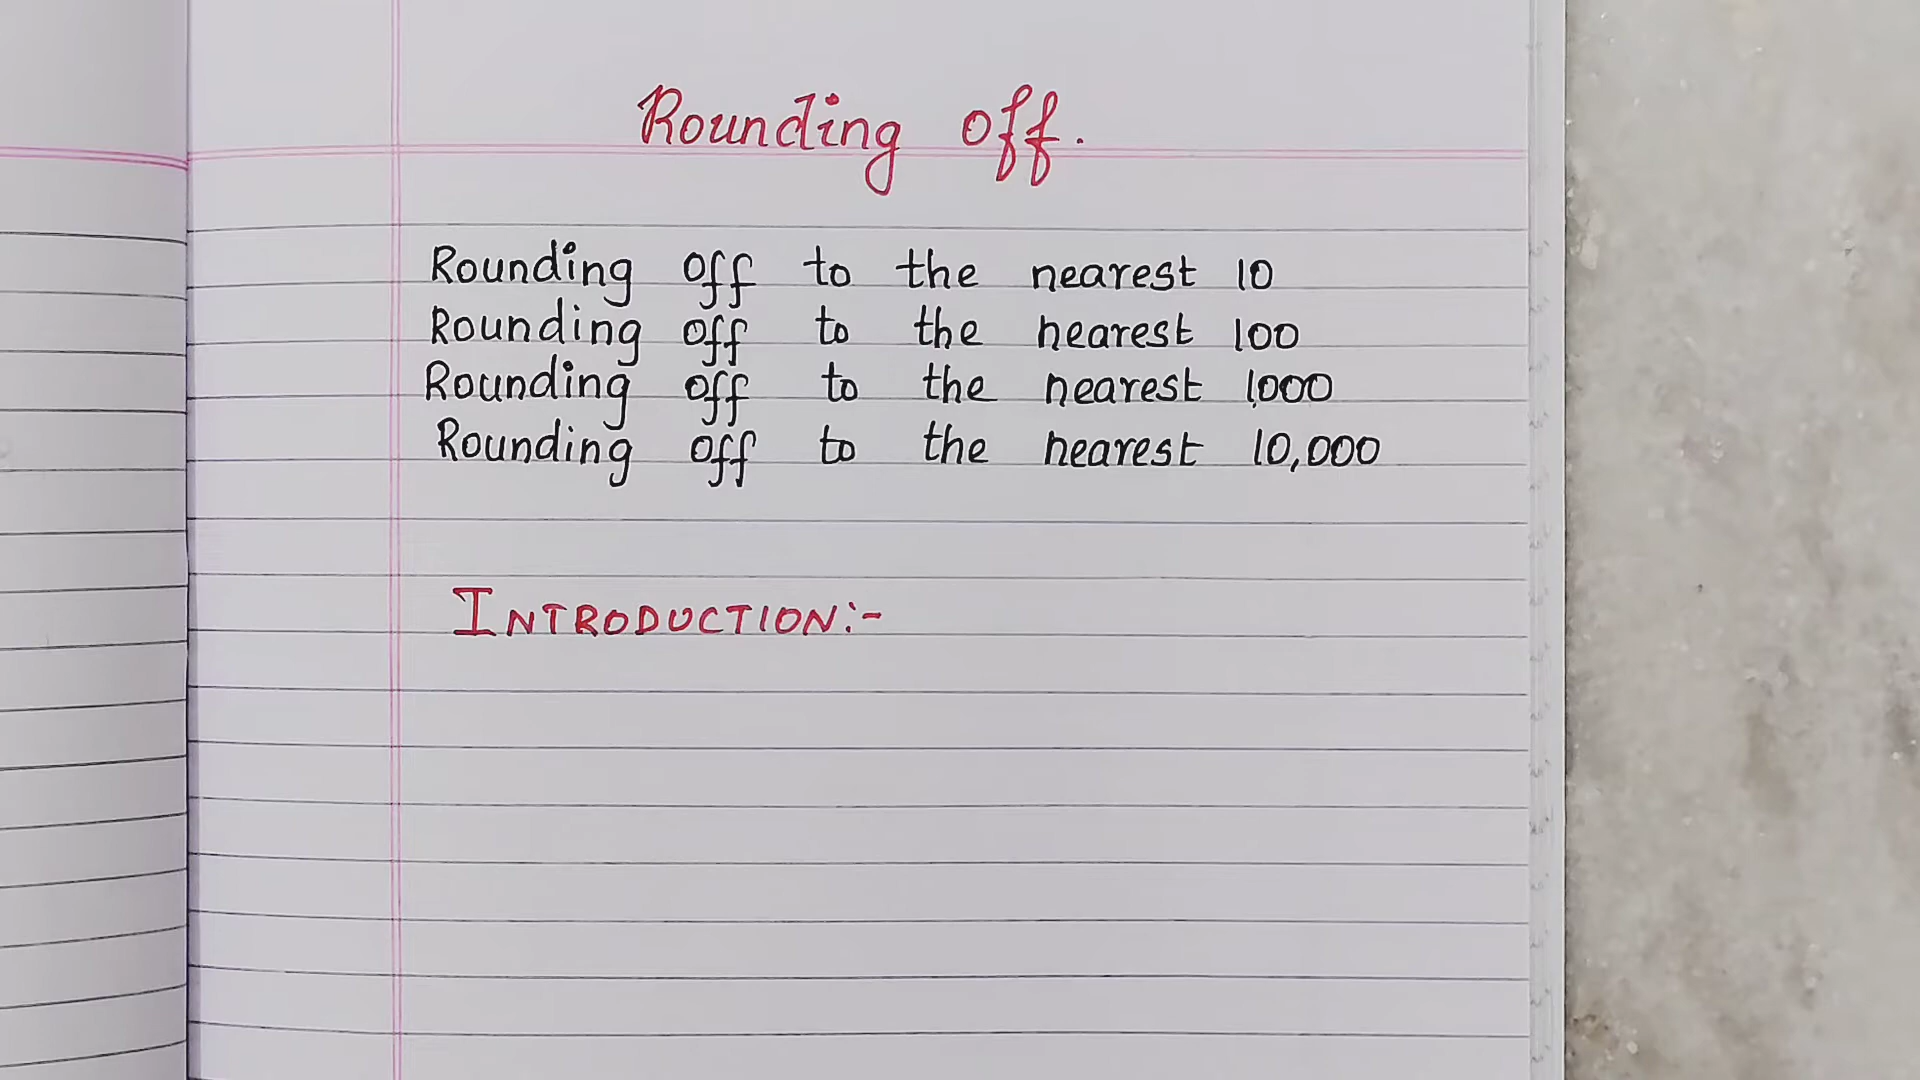 Rounding off.
Rounding off to the nearest 10
Rounding off to the nearest 100
Rounding off to the nearest 1,000
Rounding off to the nearest 10,000
INTRODUCTION:-